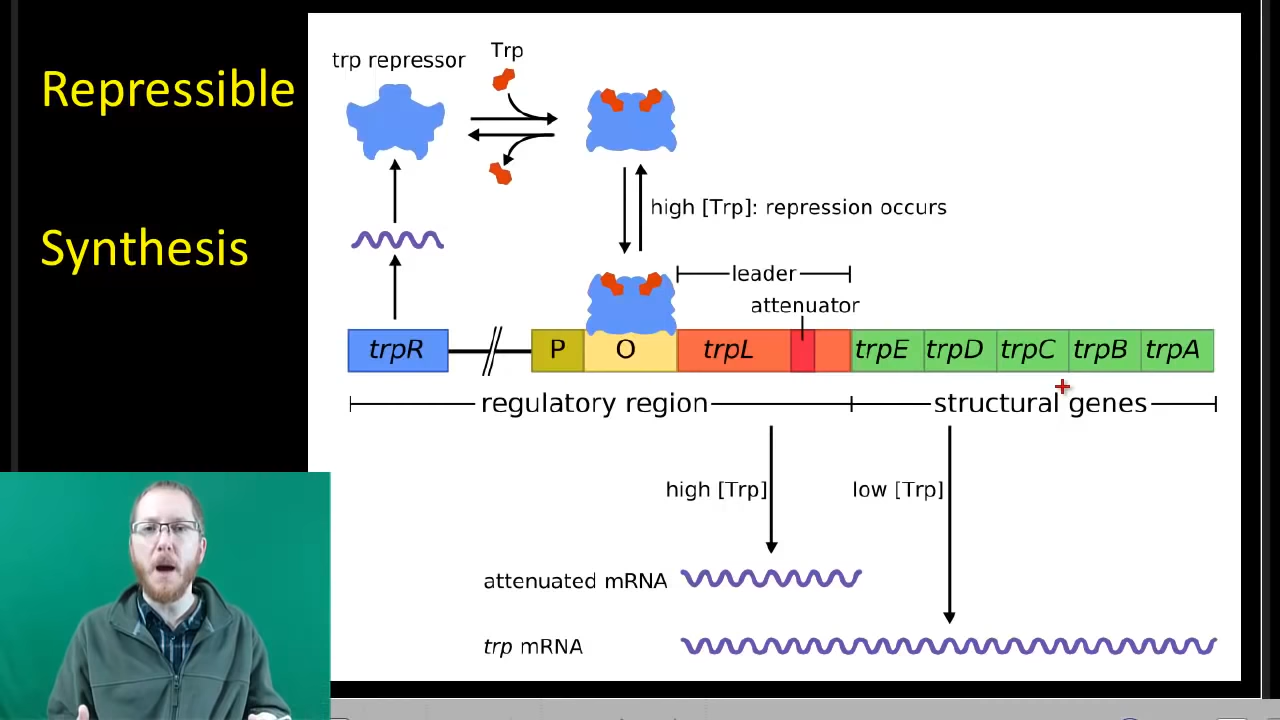 Repressible
Synthesis
trp repressor
Trp
high [Trp]: repression occurs
leader
attenuator
trpR
P
O
trpL
trpE
trpD
trpC
trpB
trpA
regulatory region
structural genes
high [Trp]
low [Trp]
attenuated mRNA
trp mRNA